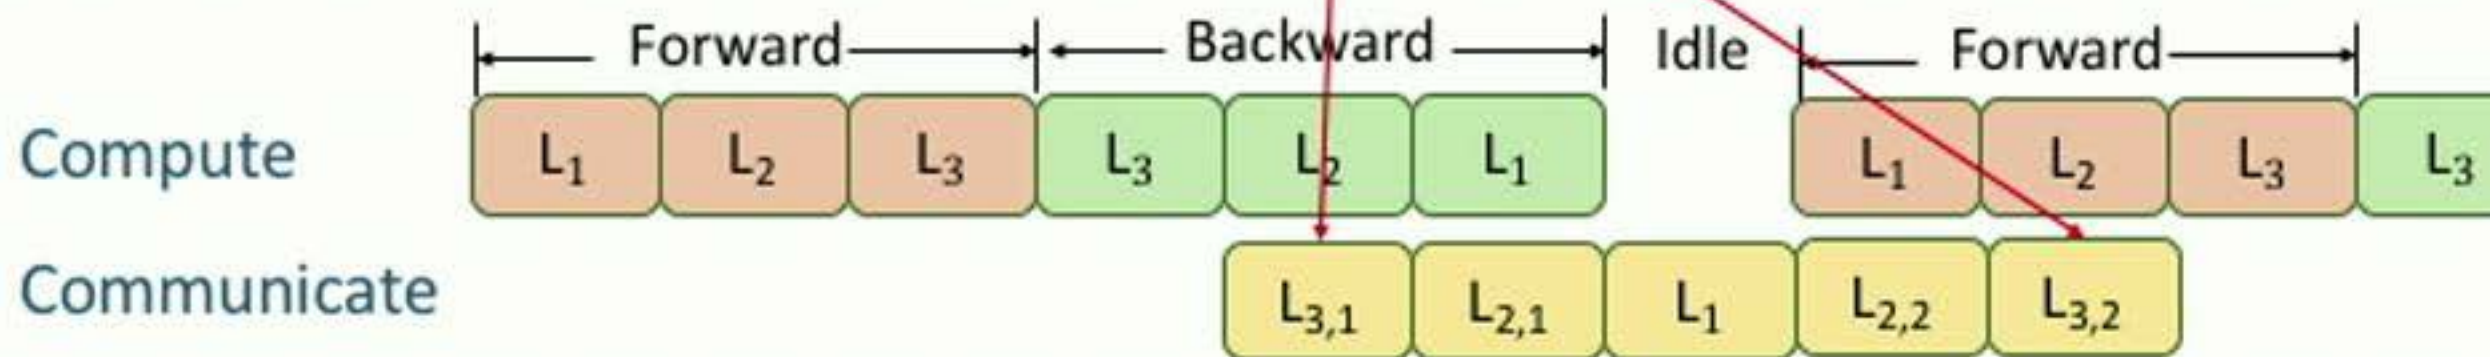 Forward Backward Idle Forward
Compute L₁ L₂ L₃ L₃ L₂ L₁ L₁ L₂ L₃ L₃
Communicate L₃,₁ L₂,₁ L₁ L₂,₂ L₃,₂